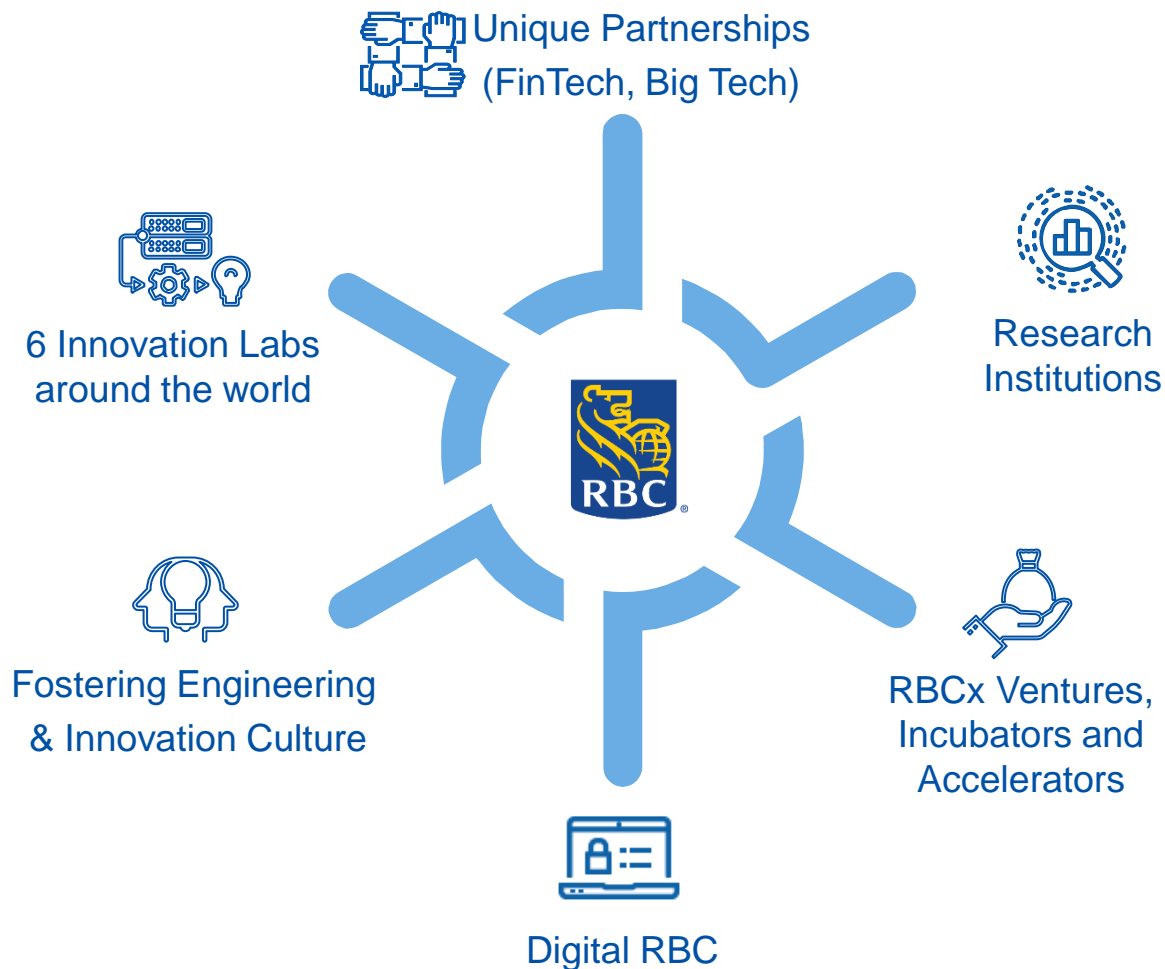 Unique Partnerships
(FinTech, Big Tech)
6 Innovation Labs
around the world
Research
Institutions
RBC
®
Fostering Engineering
& Innovation Culture
RBCx Ventures,
Incubators and
Accelerators
Digital RBC